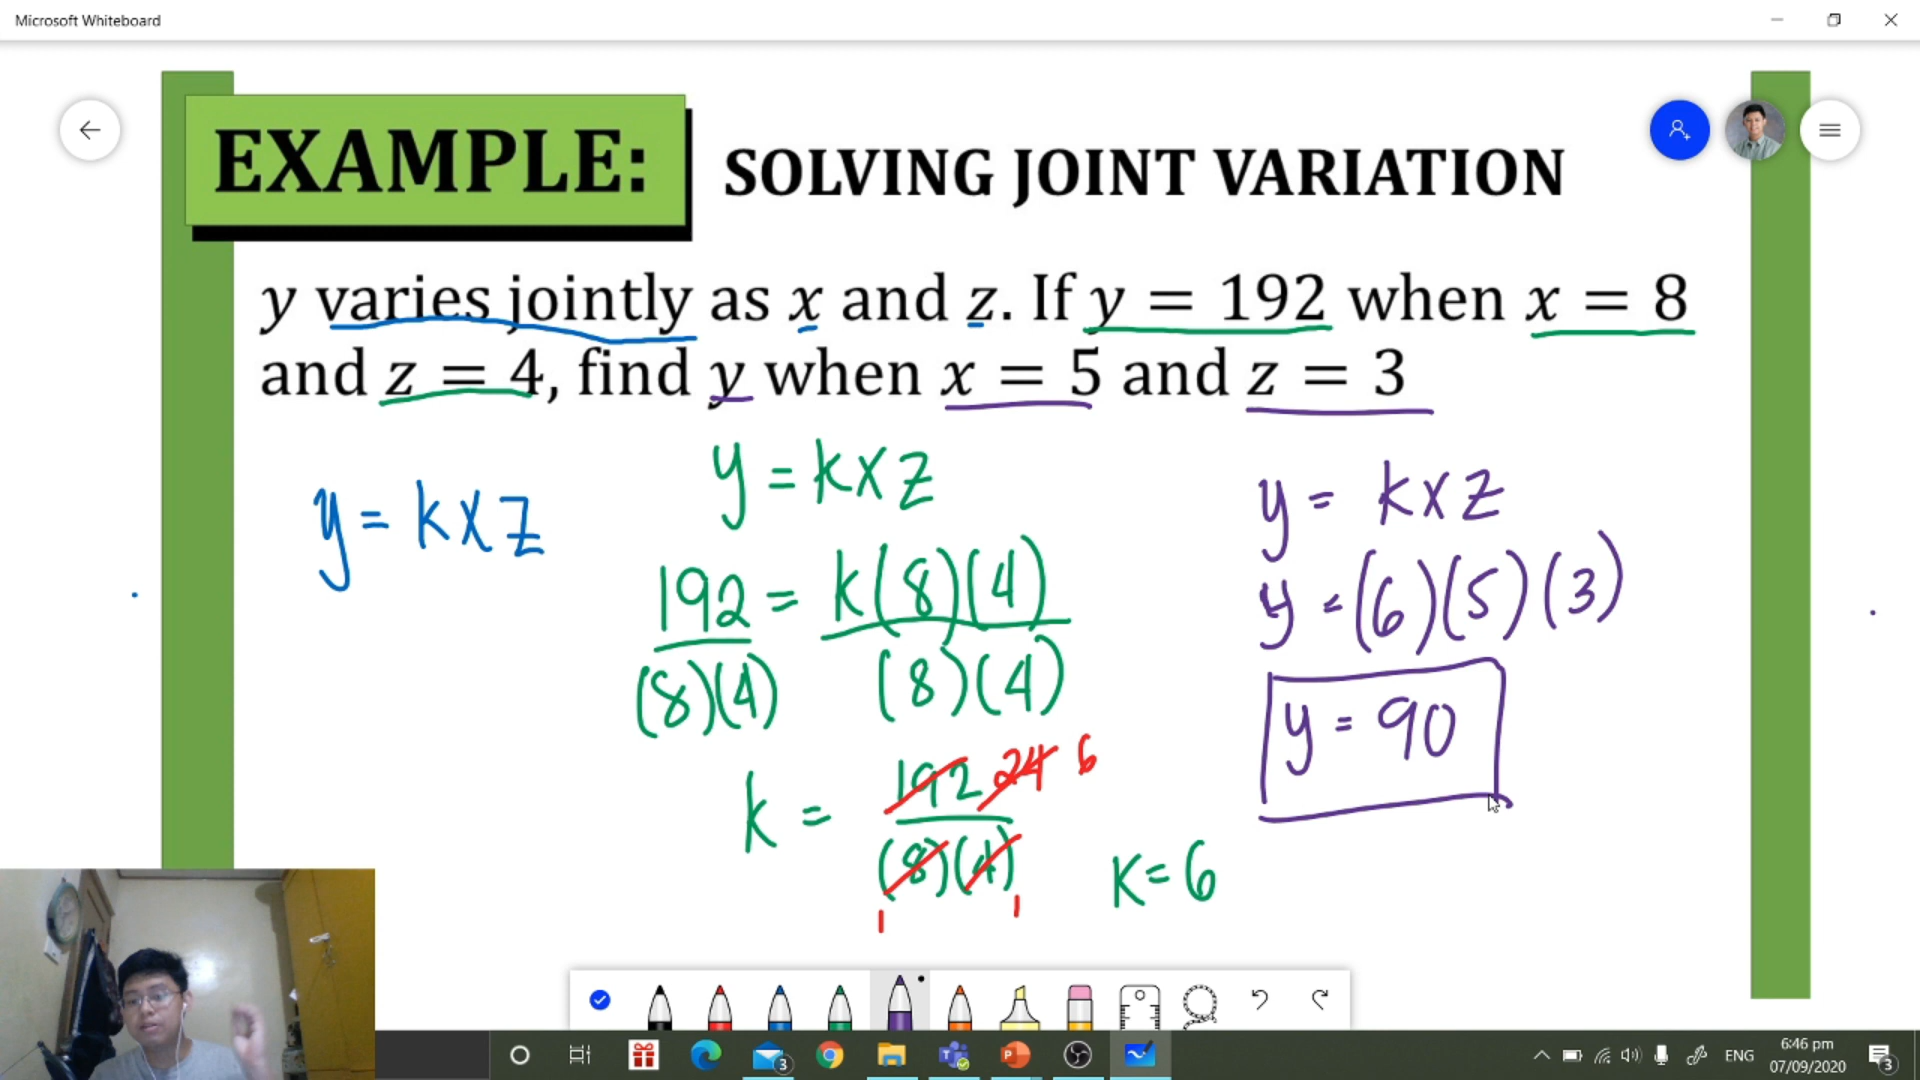 Microsoft Whiteboard
EXAMPLE: SOLVING JOINT VARIATION
y varies jointly as x and z. If y = 192 when x = 8
and z = 4, find y when x = 5 and z = 3
y = kxz
y = kxz
192 = k(8)(4)
(8)(4) (8)(4)
k = 192 24 6
(8)(4)
1 1
k = 6
y = kxz
y = (6)(5)(3)
y = 90
3
ENG
6:46 pm
07/09/2020
3